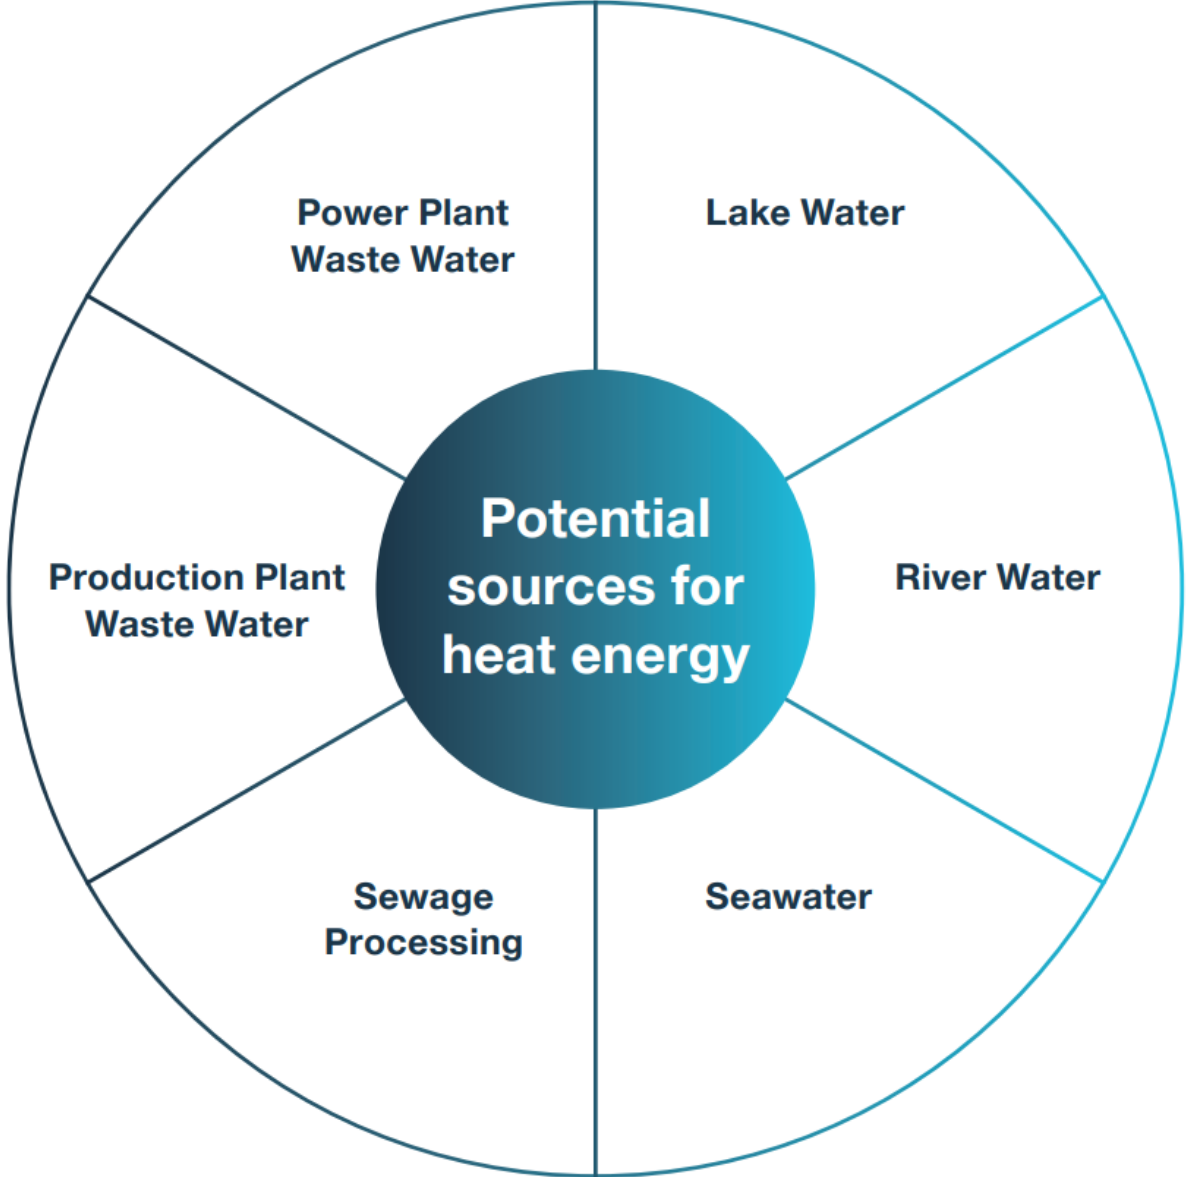 Power Plant
Waste Water
Lake Water
Potential
sources for
heat energy
Production Plant
Waste Water
River Water
Sewage
Processing
Seawater